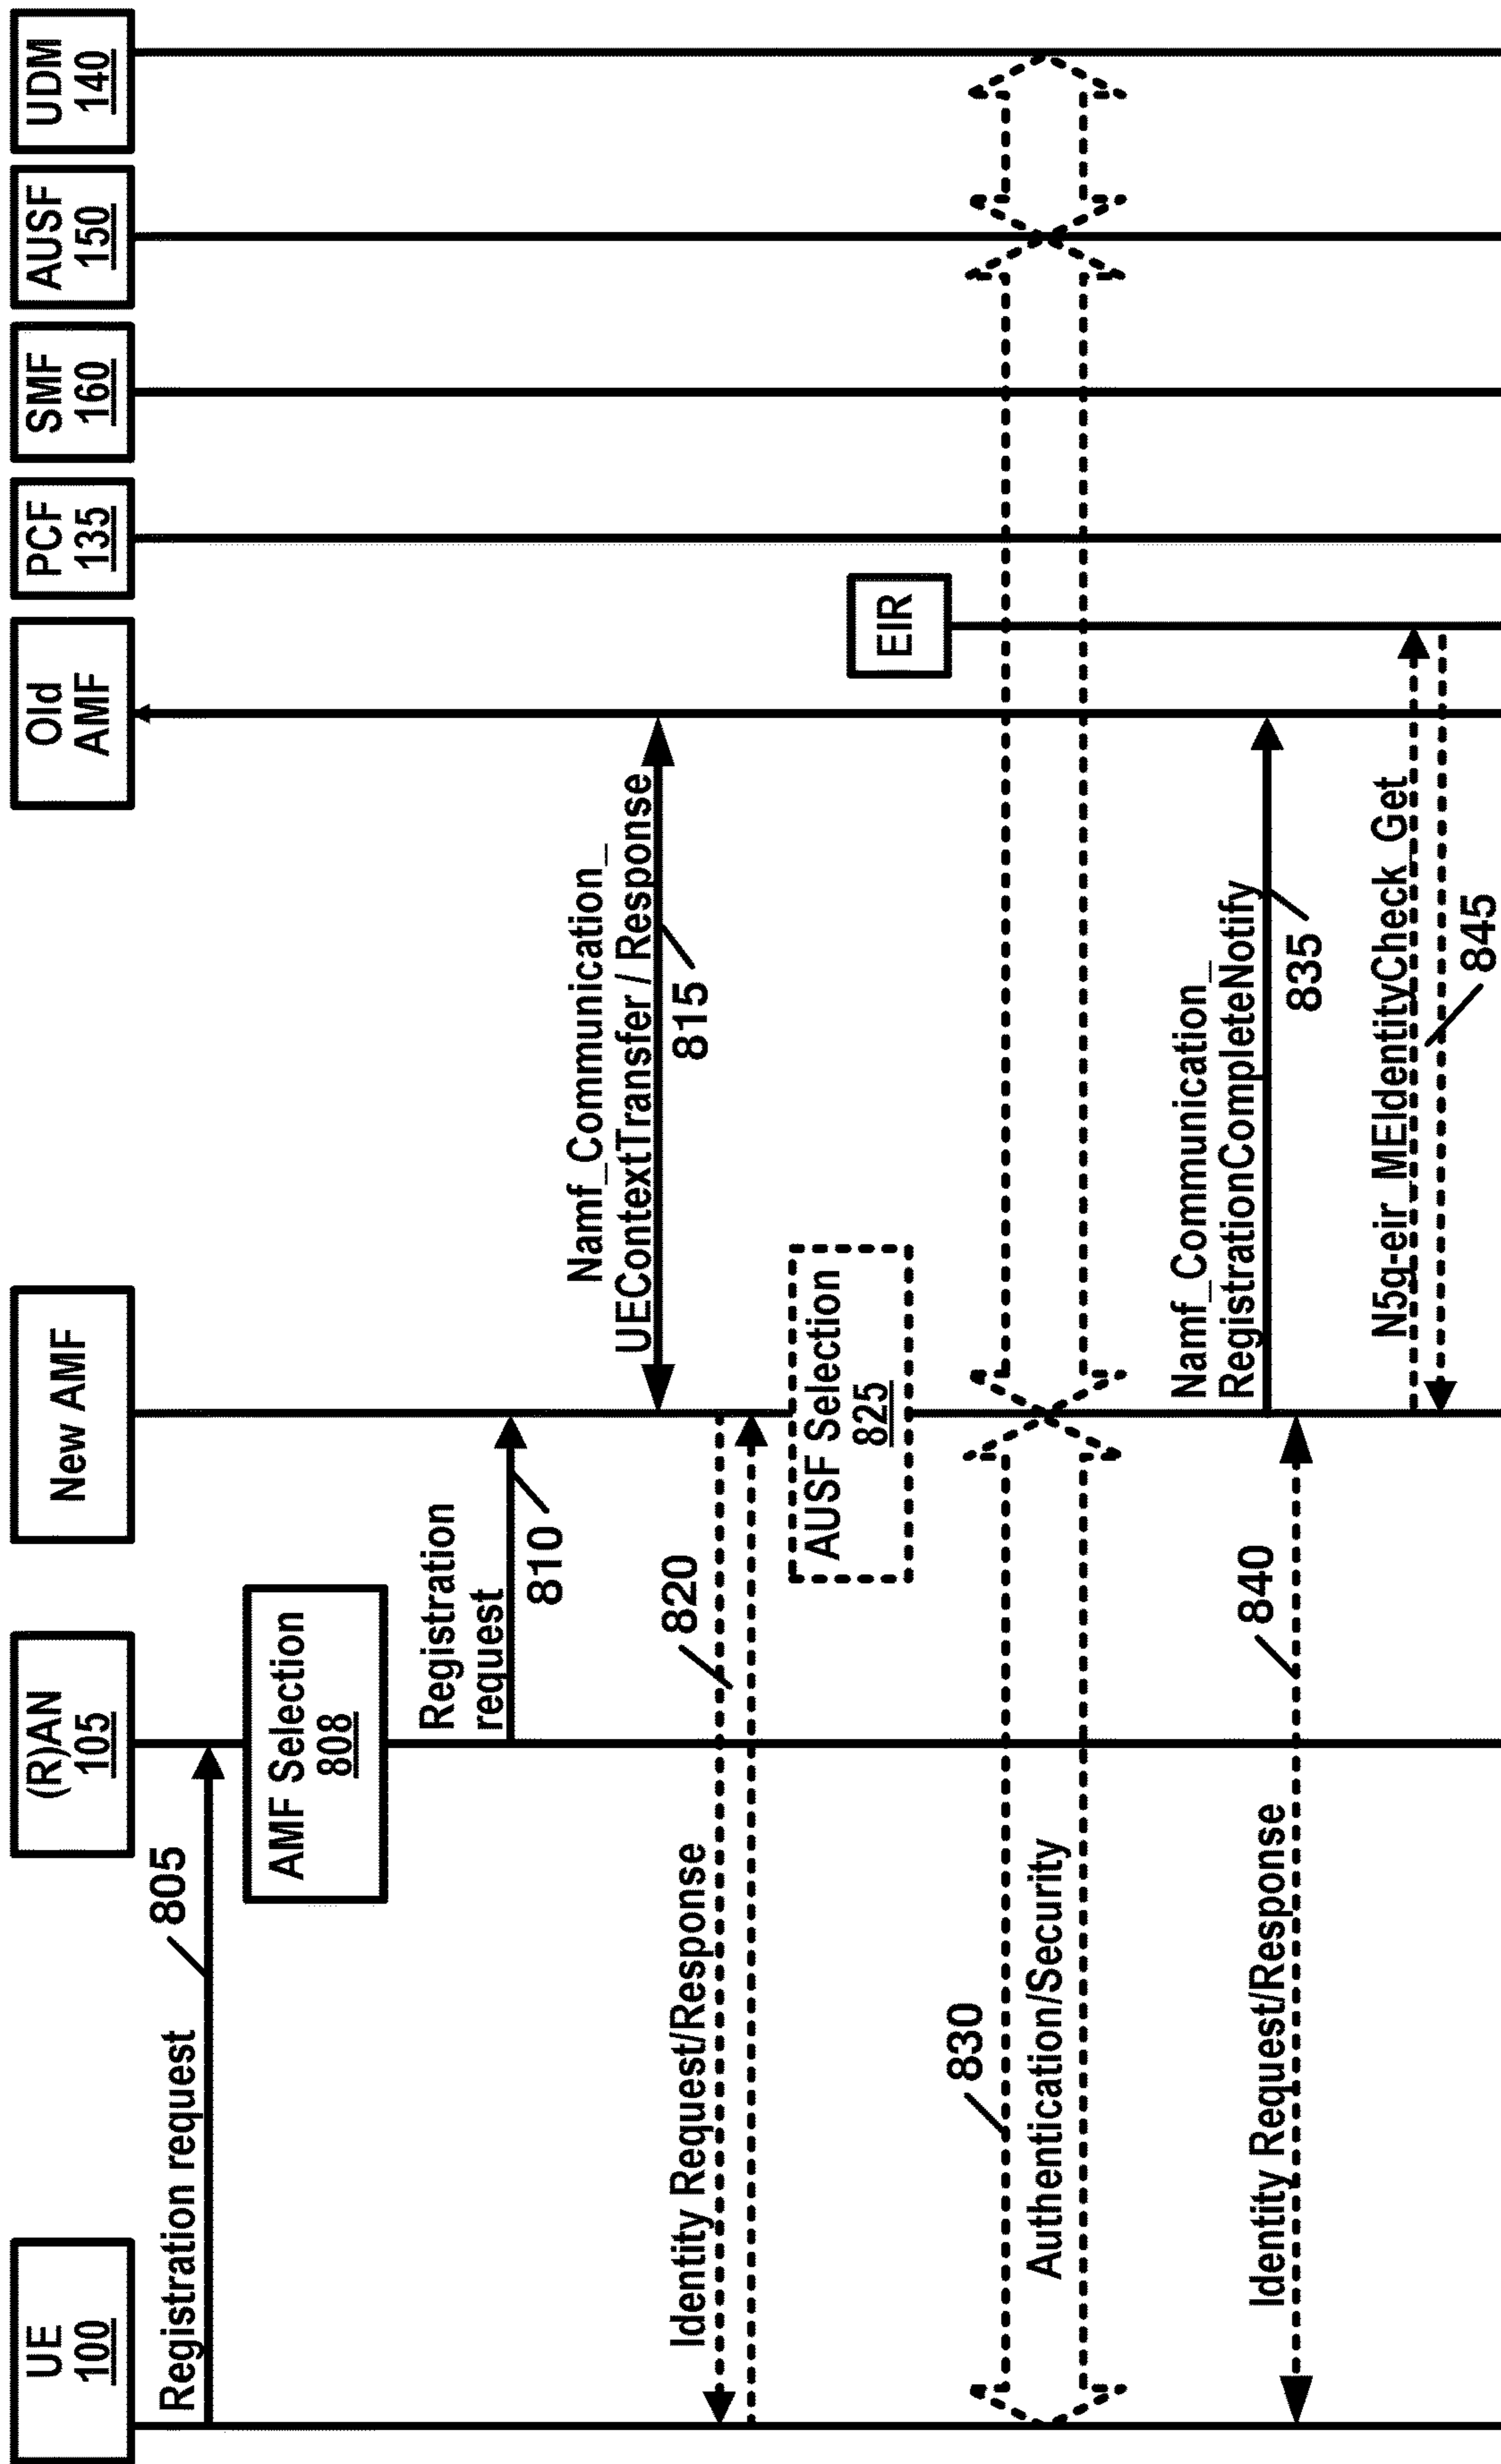 UE
100
(R)AN
105
New AMF
Old
AMF
PCF
135
SMF
160
AUSF
150
UDM
140
Registration request
805
AMF Selection
808
Registration
request
810
Namf_Communication_
UEContextTransfer / Response
815
Identity Request/Response
820
AUSF Selection
825
EIR
830
Authentication/Security
Namf_Communication_
RegistrationCompleteNotify
835
Identity Request/Response
840
N5g-eir_MEIdentityCheck_Get
845